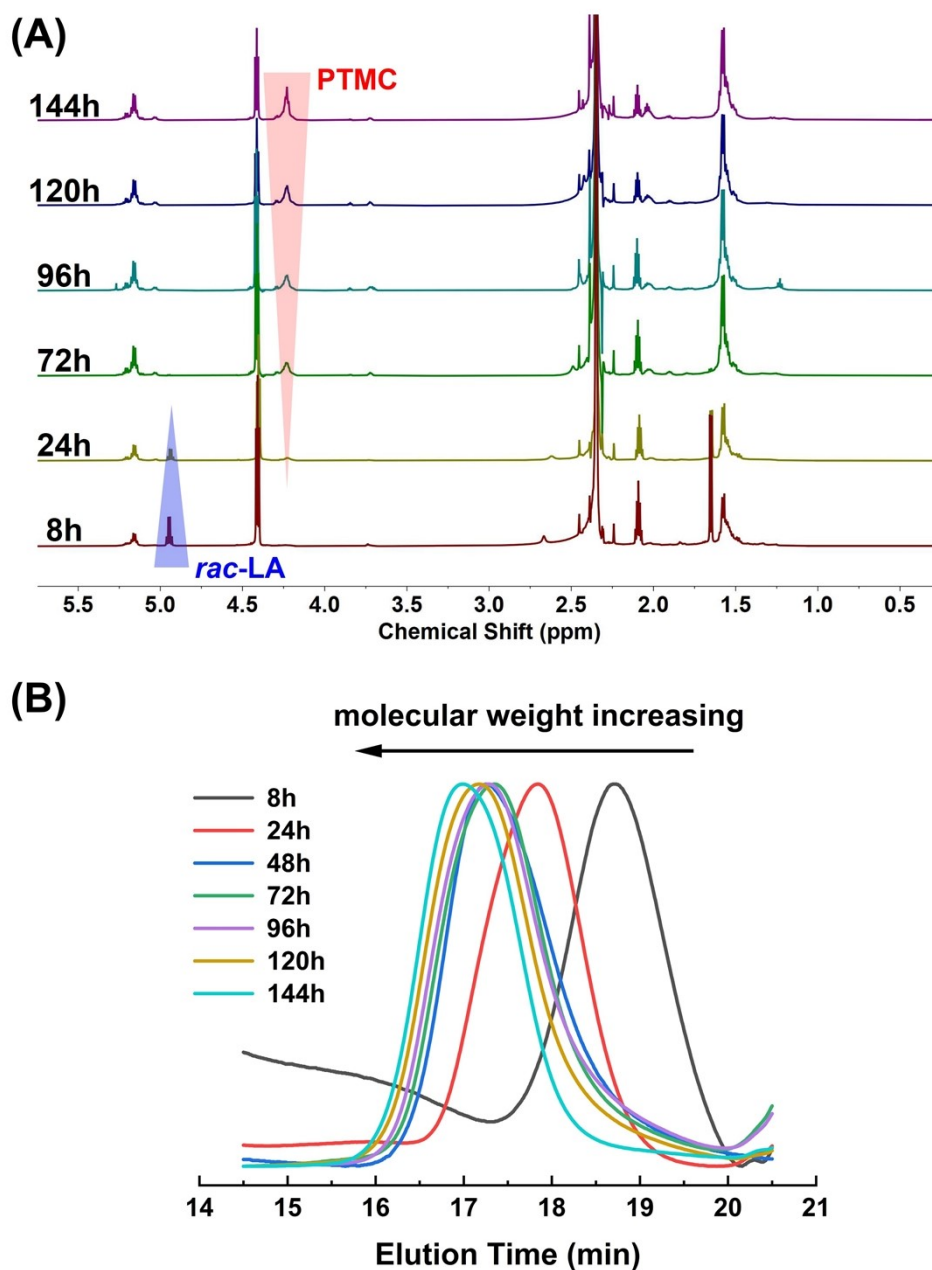 (A)
PTMC
144h
120h
96h
72h
24h
8h
rac-LA
5.5 5.0 4.5 4.0 3.5 3.0 2.5 2.0 1.5 1.0 0.5
Chemical Shift (ppm)
(B)
molecular weight increasing
8h
24h
48h
72h
96h
120h
144h
14 15 16 17 18 19 20 21
Elution Time (min)